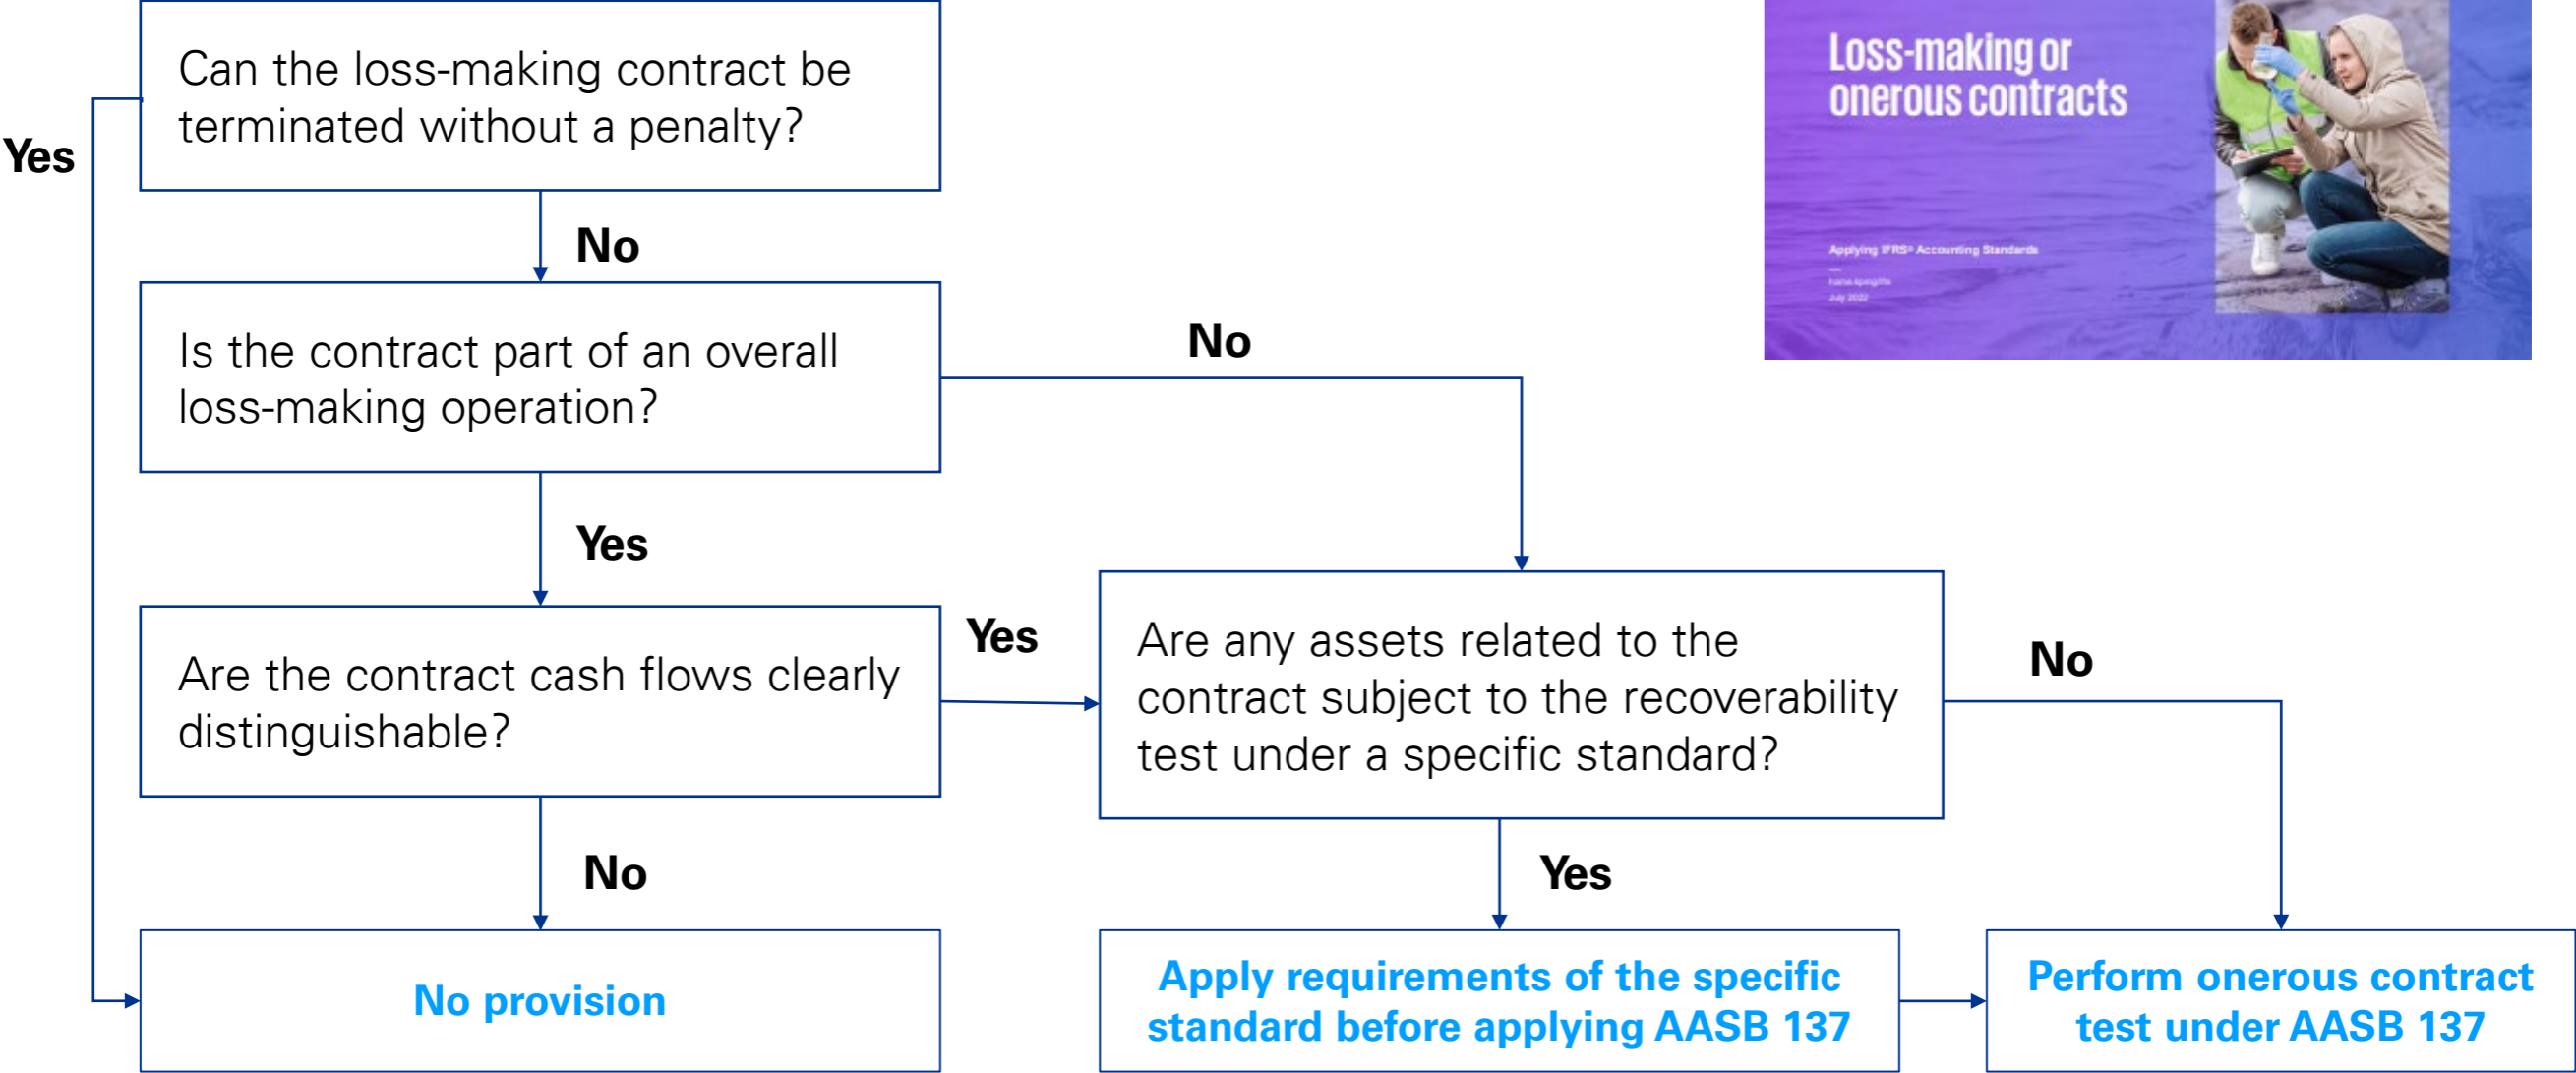 Can the loss-making contract be
terminated without a penalty?
Yes
No
Is the contract part of an overall
loss-making operation?
No
Yes
Are the contract cash flows clearly
distinguishable?
Yes
Are any assets related to the
contract subject to the recoverability
test under a specific standard?
No
No
Yes
No provision
Apply requirements of the specific
standard before applying AASB 137
Perform onerous contract
test under AASB 137
Loss-making or
onerous contracts
Applying IFRS® Accounting Standards
July 2022